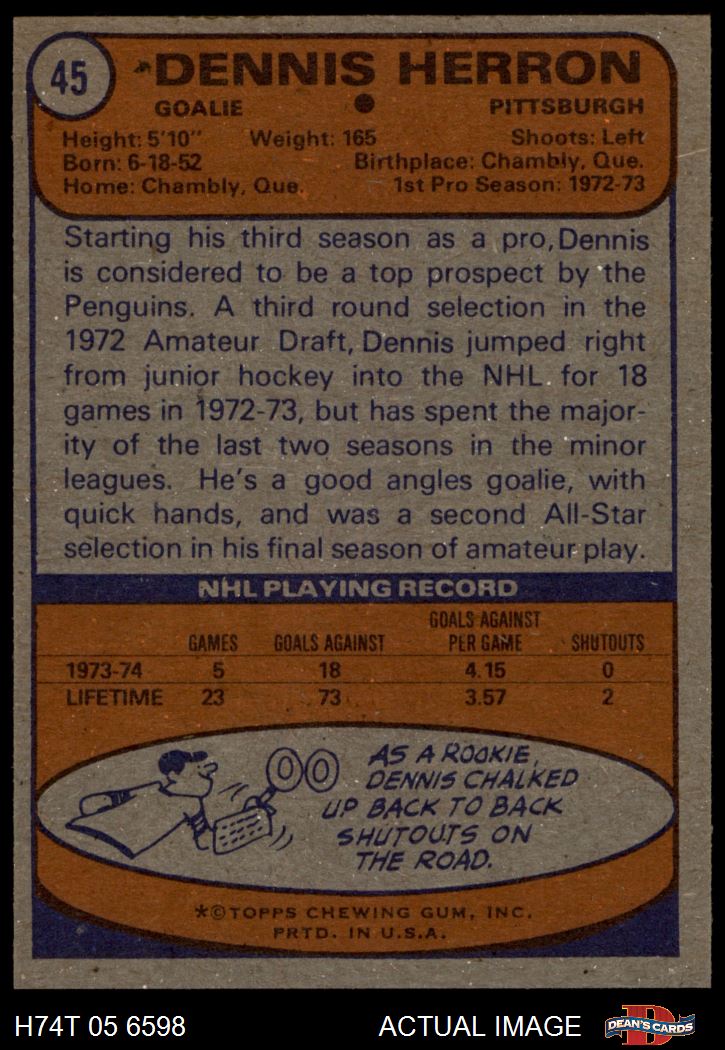 45
DENNIS HERRON
GOALIE PITTSBURGH
Height: 5'10" Weight: 165 Shoots: Left
Born: 6-18-52 Birthplace: Chambly, Que.
Home: Chambly, Que. 1st Pro Season: 1972-73
Starting his third season as a pro, Dennis
is considered to be a top prospect by the
Penguins. A third round selection in the
1972 Amateur Draft, Dennis jumped right
from junior hockey into the NHL for 18
games in 1972-73, but has spent the major-
ity of the last two seasons in the minor
leagues. He's a good angles goalie, with
quick hands, and was a second All-Star
selection in his final season of amateur play.
NHL PLAYING RECORD
GAMES GOALS AGAINST GOALS AGAINST PER GAME SHUTOUTS
1973-74 5 18 4.15 0
LIFETIME 23 73 3.57 2
00
AS A ROOKIE,
DENNIS CHALKED
UP BACK TO BACK
SHUTOUTS ON
THE ROAD.
*©TOPPS CHEWING GUM, INC.
PRTD. IN U.S.A.
H74T 05 6598 ACTUAL IMAGE D DEAN'S CARDS